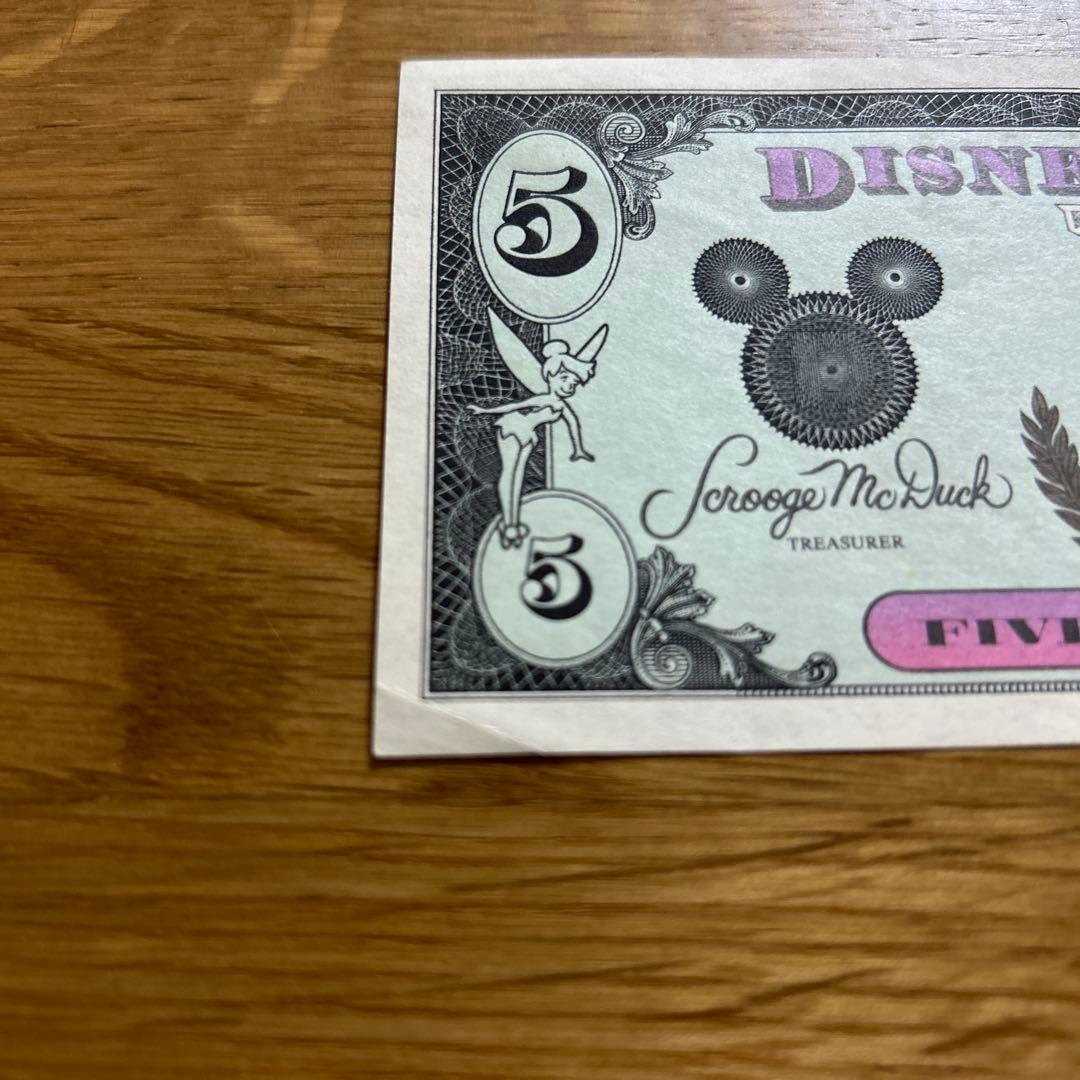 5
DISNE
Scrooge McDuck
TREASURER
5
FIVE